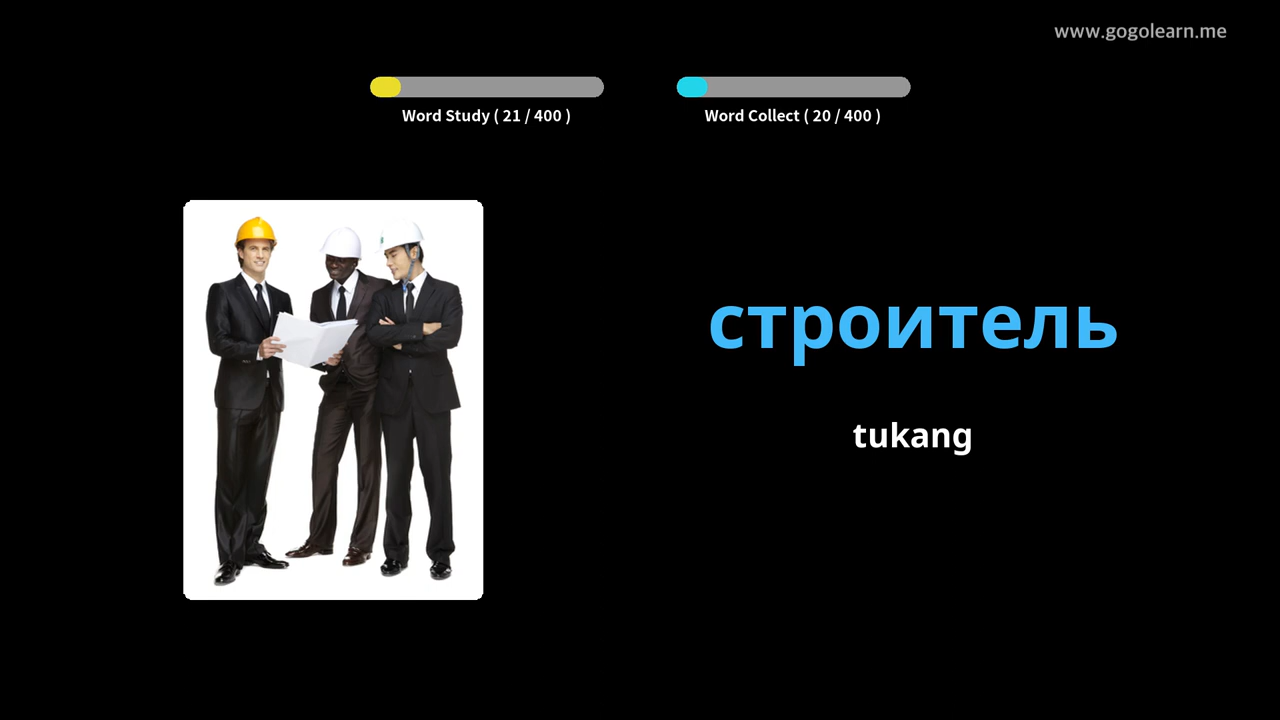 www.gogolearn.me
Word Study ( 21 / 400 )
Word Collect ( 20 / 400 )
строитель
tukang